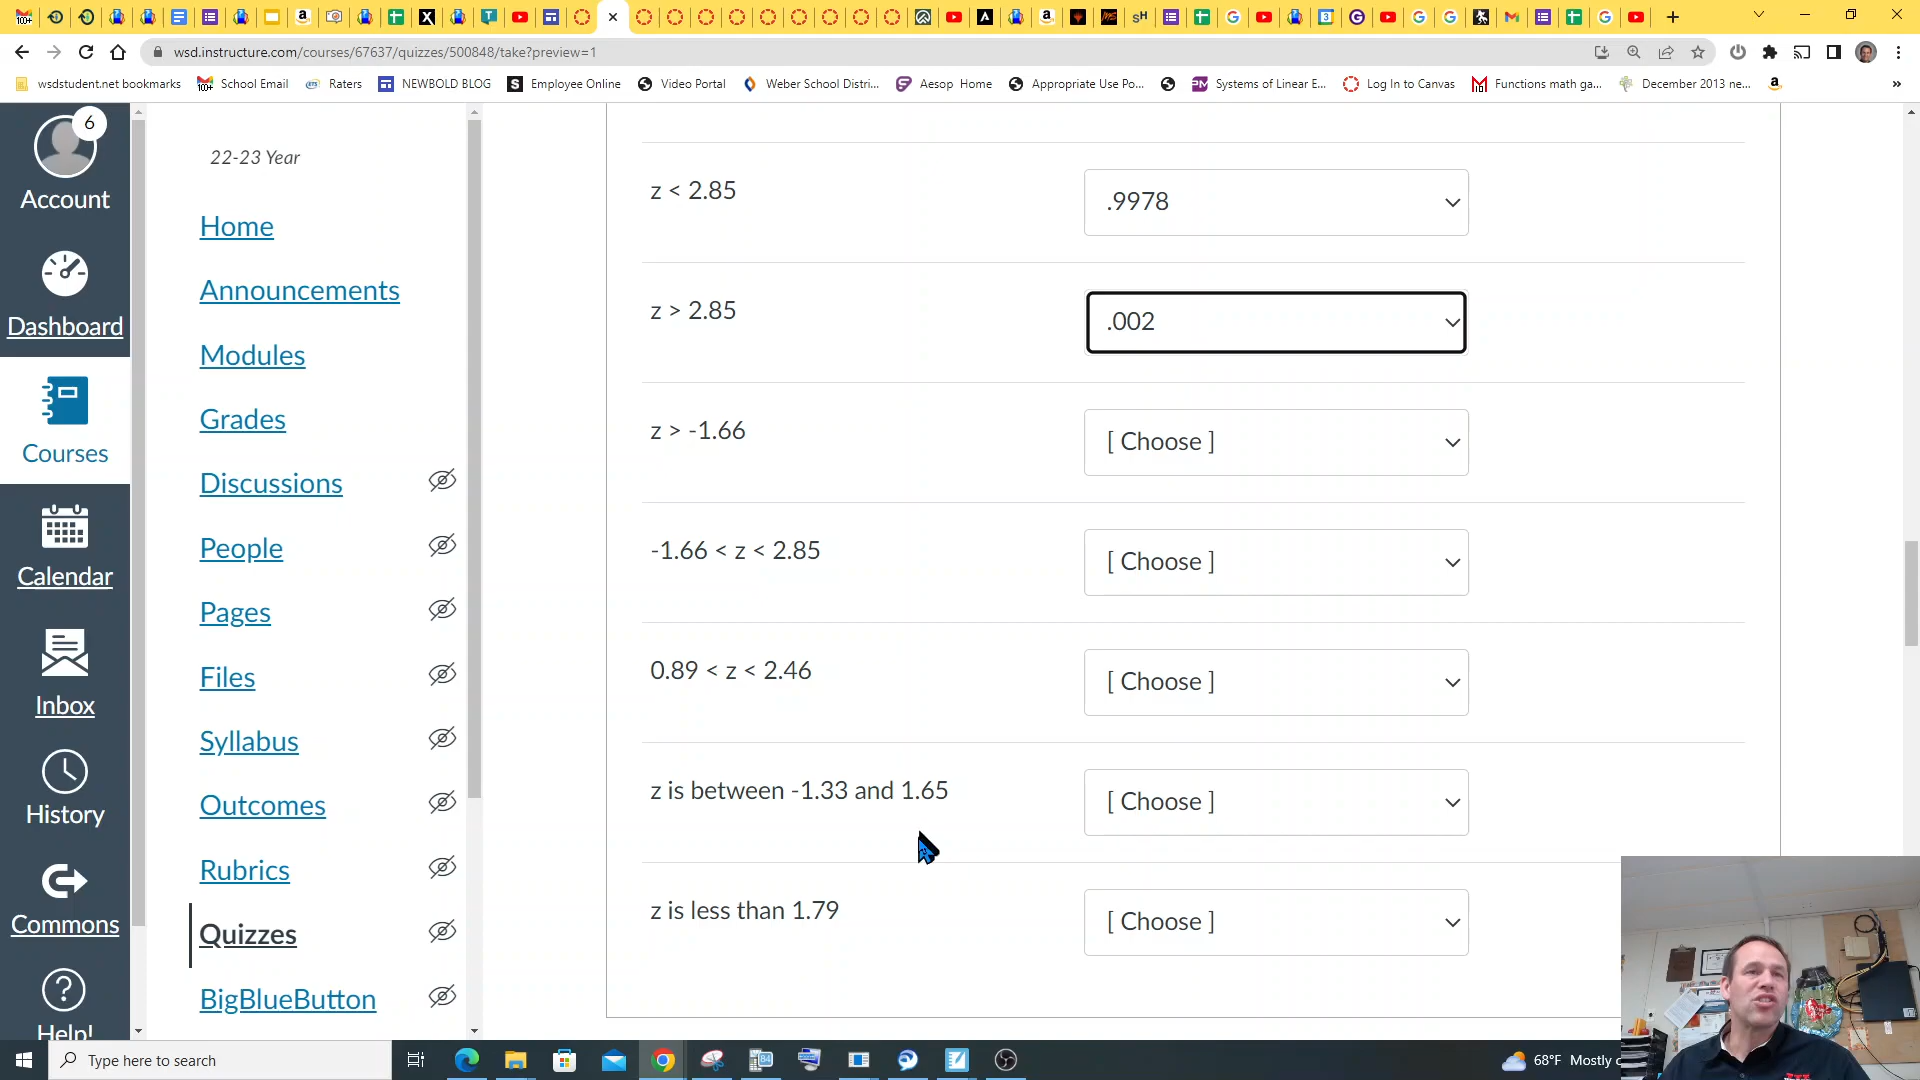 wsd.instructure.com/courses/67637/quizzes/500848/take?preview=1
wsdstudent.net bookmarks School Email Raters NEWBOLD BLOG Employee Online Video Portal Weber School Distri... Aesop Home Appropriate Use Po... Systems of Linear E... Log In to Canvas Functions math ga... December 2013 ne...
6
Account
Dashboard
Courses
Calendar
Inbox
History
Commons
Help!
22-23 Year
Home
Announcements
Modules
Grades
Discussions
People
Pages
Files
Syllabus
Outcomes
Rubrics
Quizzes
BigBlueButton
z < 2.85 .9978
z > 2.85 .002
z > -1.66 [ Choose ]
-1.66 < z < 2.85 [ Choose ]
0.89 < z < 2.46 [ Choose ]
z is between -1.33 and 1.65 [ Choose ]
z is less than 1.79 [ Choose ]
Type here to search
68°F Mostly c